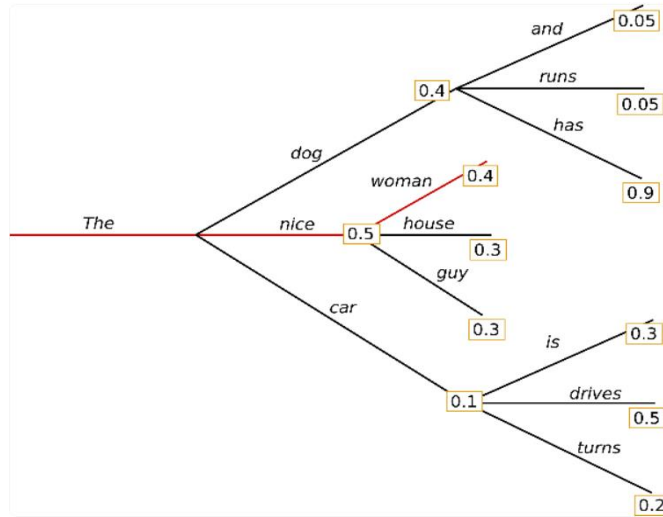 and
0.05
runs
0.4
0.05
has
dog
woman
0.4
0.9
The
nice
0.5
house
0.3
guy
car
0.3
is
0.3
0.1
drives
0.5
turns
0.2